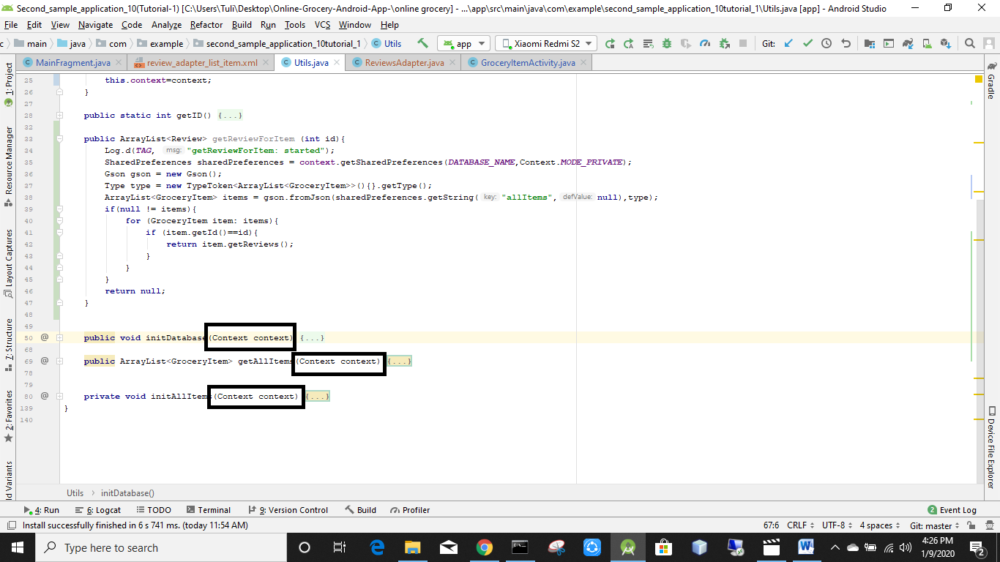 Second_sample_application_10(Tutorial-1) [C:\Users\Tuli\Desktop\Online-Grocery-Android-App-\online grocery] - ...\app\src\main\java\com\example\second_sample_application_10tutorial_1\Utils.java [app] - Android Studio
File Edit View Navigate Code Analyze Refactor Build Run Tools VCS Window Help
c main java com example second_sample_application_10tutorial_1 Utils app Xiaomi Redmi S2 Git:
MainFragment.java review_adapter_list_item.xml Utils.java ReviewsAdapter.java GroceryItemActivity.java
1: Project
Resource Manager
Layout Captures
7: Structure
2: Favorites
ld Variants
25 this.context=context;
26 }
27
28 public static int getID() {...}
32
33 public ArrayList<Review> getReviewForItem (int id){
34 Log.d(TAG, msg: "getReviewForItem: started");
35 SharedPreferences sharedPreferences = context.getSharedPreferences(DATABASE_NAME,Context.MODE_PRIVATE);
36 Gson gson = new Gson();
37 Type type = new TypeToken<ArrayList<GroceryItem>>(){}.getType();
38 ArrayList<GroceryItem> items = gson.fromJson(sharedPreferences.getString( key: "allItems", defValue: null),type);
39 if(null != items){
40 for (GroceryItem item: items){
41 if (item.getId()==id){
42 return item.getReviews();
43 }
44 }
45 }
46 return null;
47 }
48
49
50 @ public void initDatabase(Context context) {...}
68
69 @ public ArrayList<GroceryItem> getAllItems(Context context) {...}
78
79
80 @ private void initAllItems(Context context) {...}
139 }
140
Gradle
Device File Explorer
Utils › initDatabase()
4: Run 6: Logcat TODO Terminal 9: Version Control Build Profiler 2 Event Log
Install successfully finished in 6 s 741 ms. (today 11:54 AM) 67:6 CRLF UTF-8 4 spaces Git: master
Type here to search
4:26 PM
1/9/2020
2